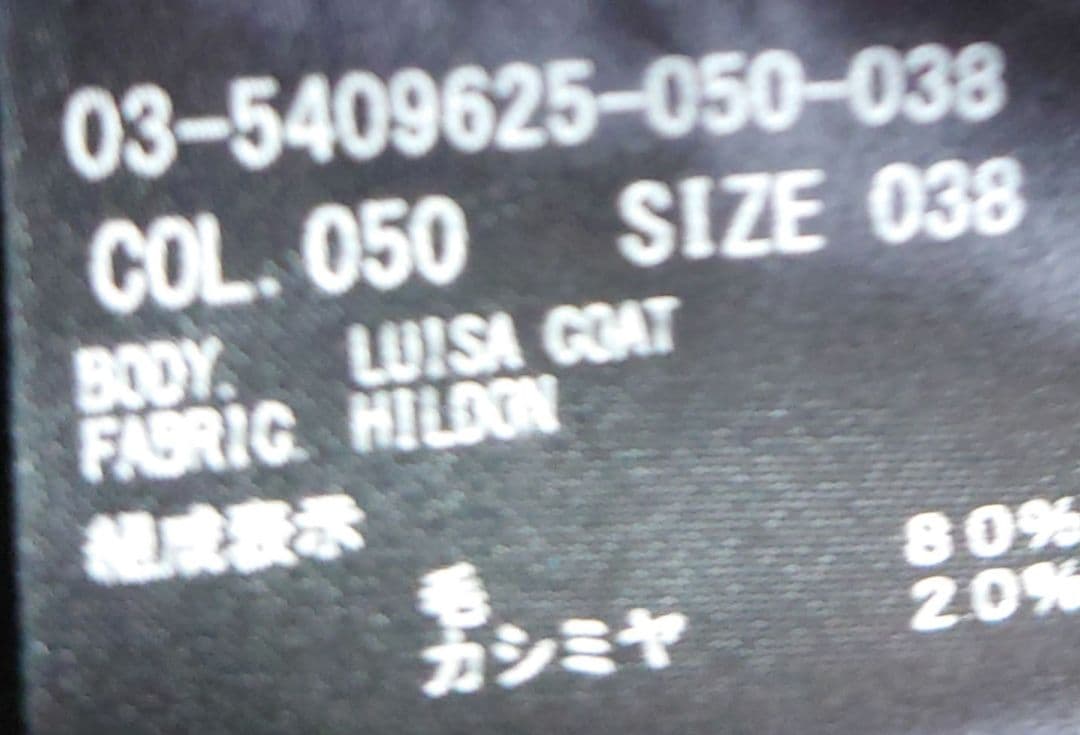 03-5409625-050-038
COL. 050 SIZE 038
BODY. LUISA COAT
FABRIC. HILDON
組成表示
毛 80%
カシミヤ 20%